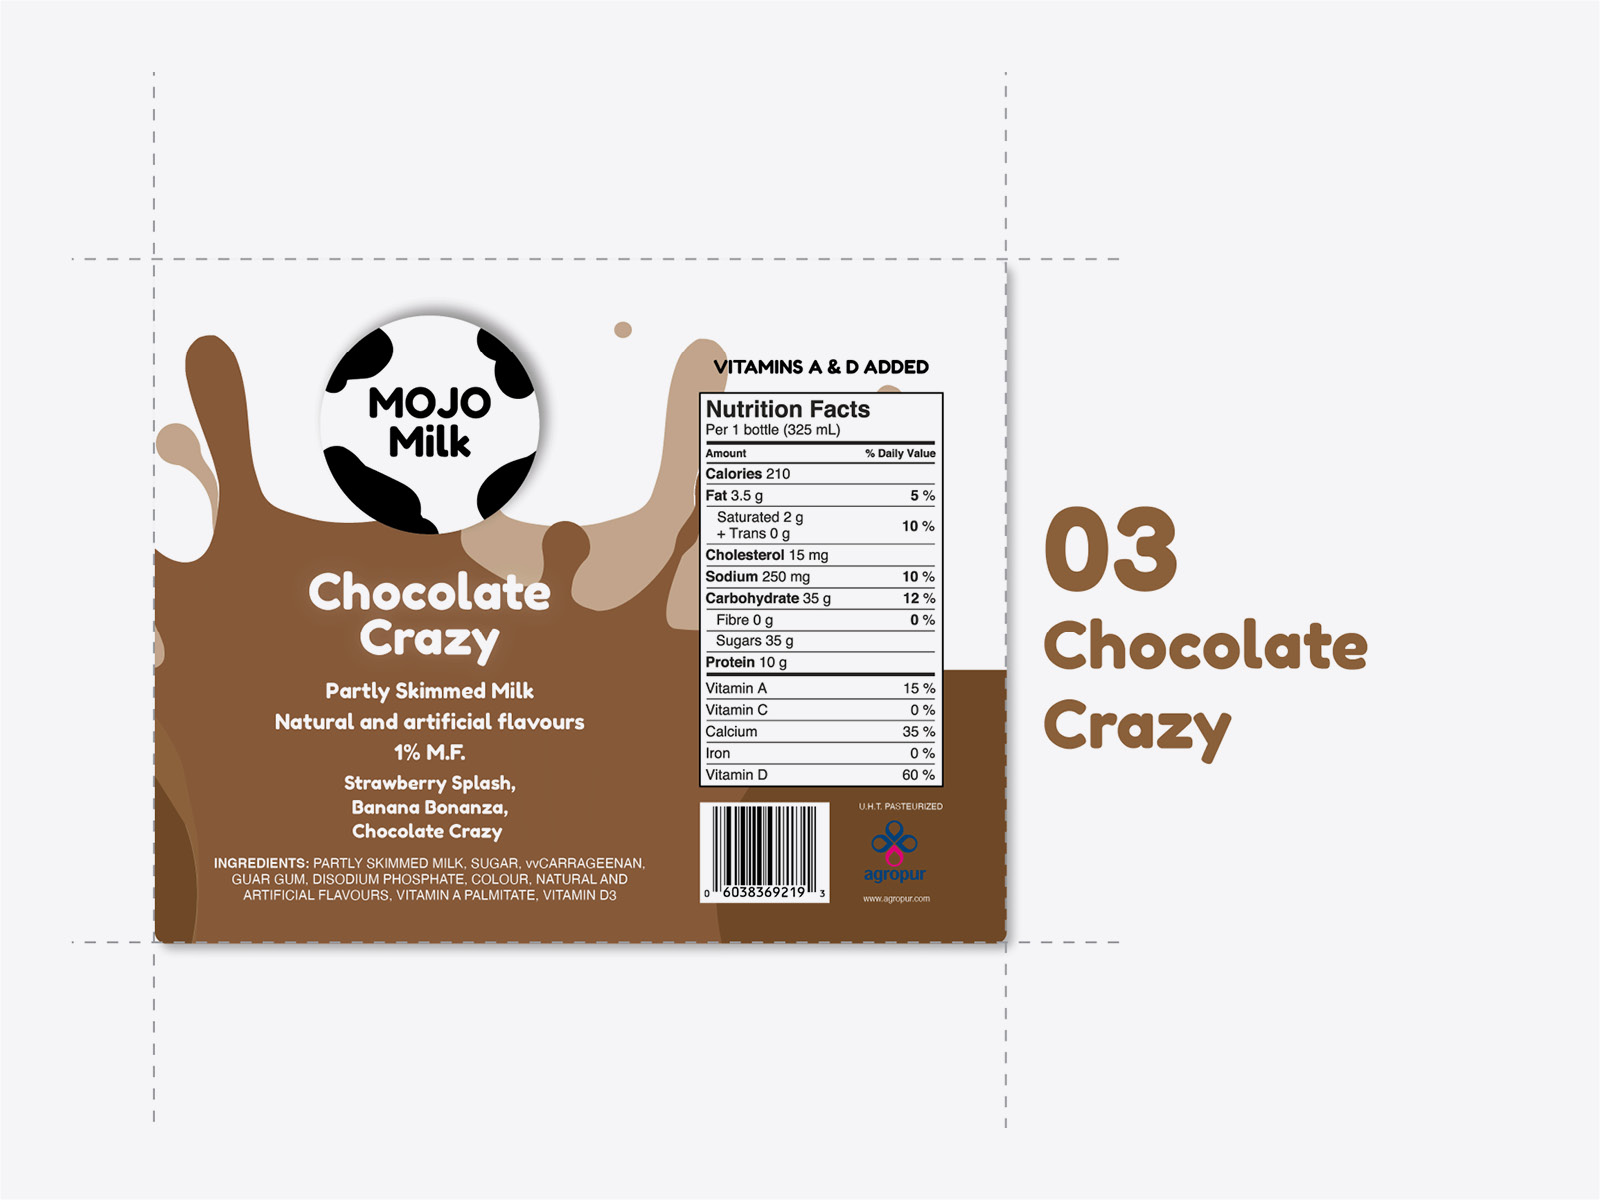 MOJO
Milk
Chocolate
Crazy
Partly Skimmed Milk
Natural and artificial flavours
1% M.F.
Strawberry Splash,
Banana Bonanza,
Chocolate Crazy
INGREDIENTS: PARTLY SKIMMED MILK, SUGAR, vvCARRAGEENAN,
GUAR GUM, DISODIUM PHOSPHATE, COLOUR, NATURAL AND
ARTIFICIAL FLAVOURS, VITAMIN A PALMITATE, VITAMIN D3
VITAMINS A & D ADDED
Nutrition Facts
Per 1 bottle (325 mL)
Amount % Daily Value
Calories 210
Fat 3.5 g 5 %
Saturated 2 g
+ Trans 0 g 10 %
Cholesterol 15 mg
Sodium 250 mg 10 %
Carbohydrate 35 g 12 %
Fibre 0 g 0 %
Sugars 35 g
Protein 10 g
Vitamin A 15 %
Vitamin C 0 %
Calcium 35 %
Iron 0 %
Vitamin D 60 %
0 6038369219 3
U.H.T. PASTEURIZED
agropur
www.agropur.com
03
Chocolate
Crazy